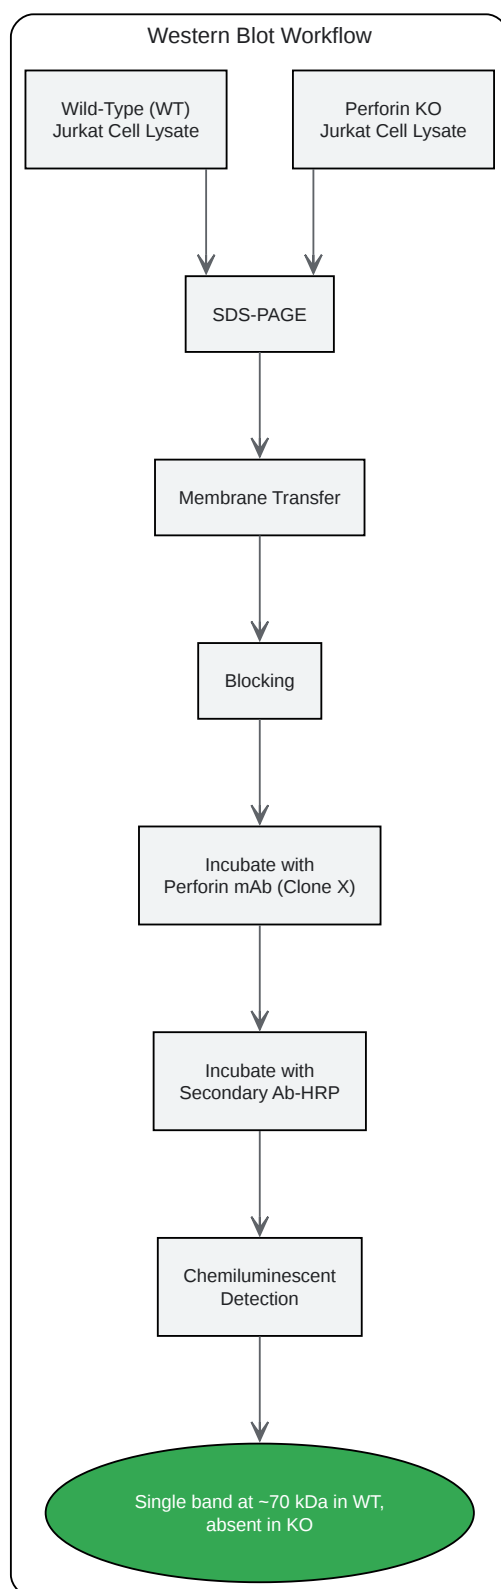 Western Blot Workflow
Wild-Type (WT)
Jurkat Cell Lysate
Perforin KO
Jurkat Cell Lysate
SDS-PAGE
Membrane Transfer
Blocking
Incubate with
Perforin mAb (Clone X)
Incubate with
Secondary Ab-HRP
Chemiluminescent
Detection
Single band at ~70 kDa in WT,
absent in KO